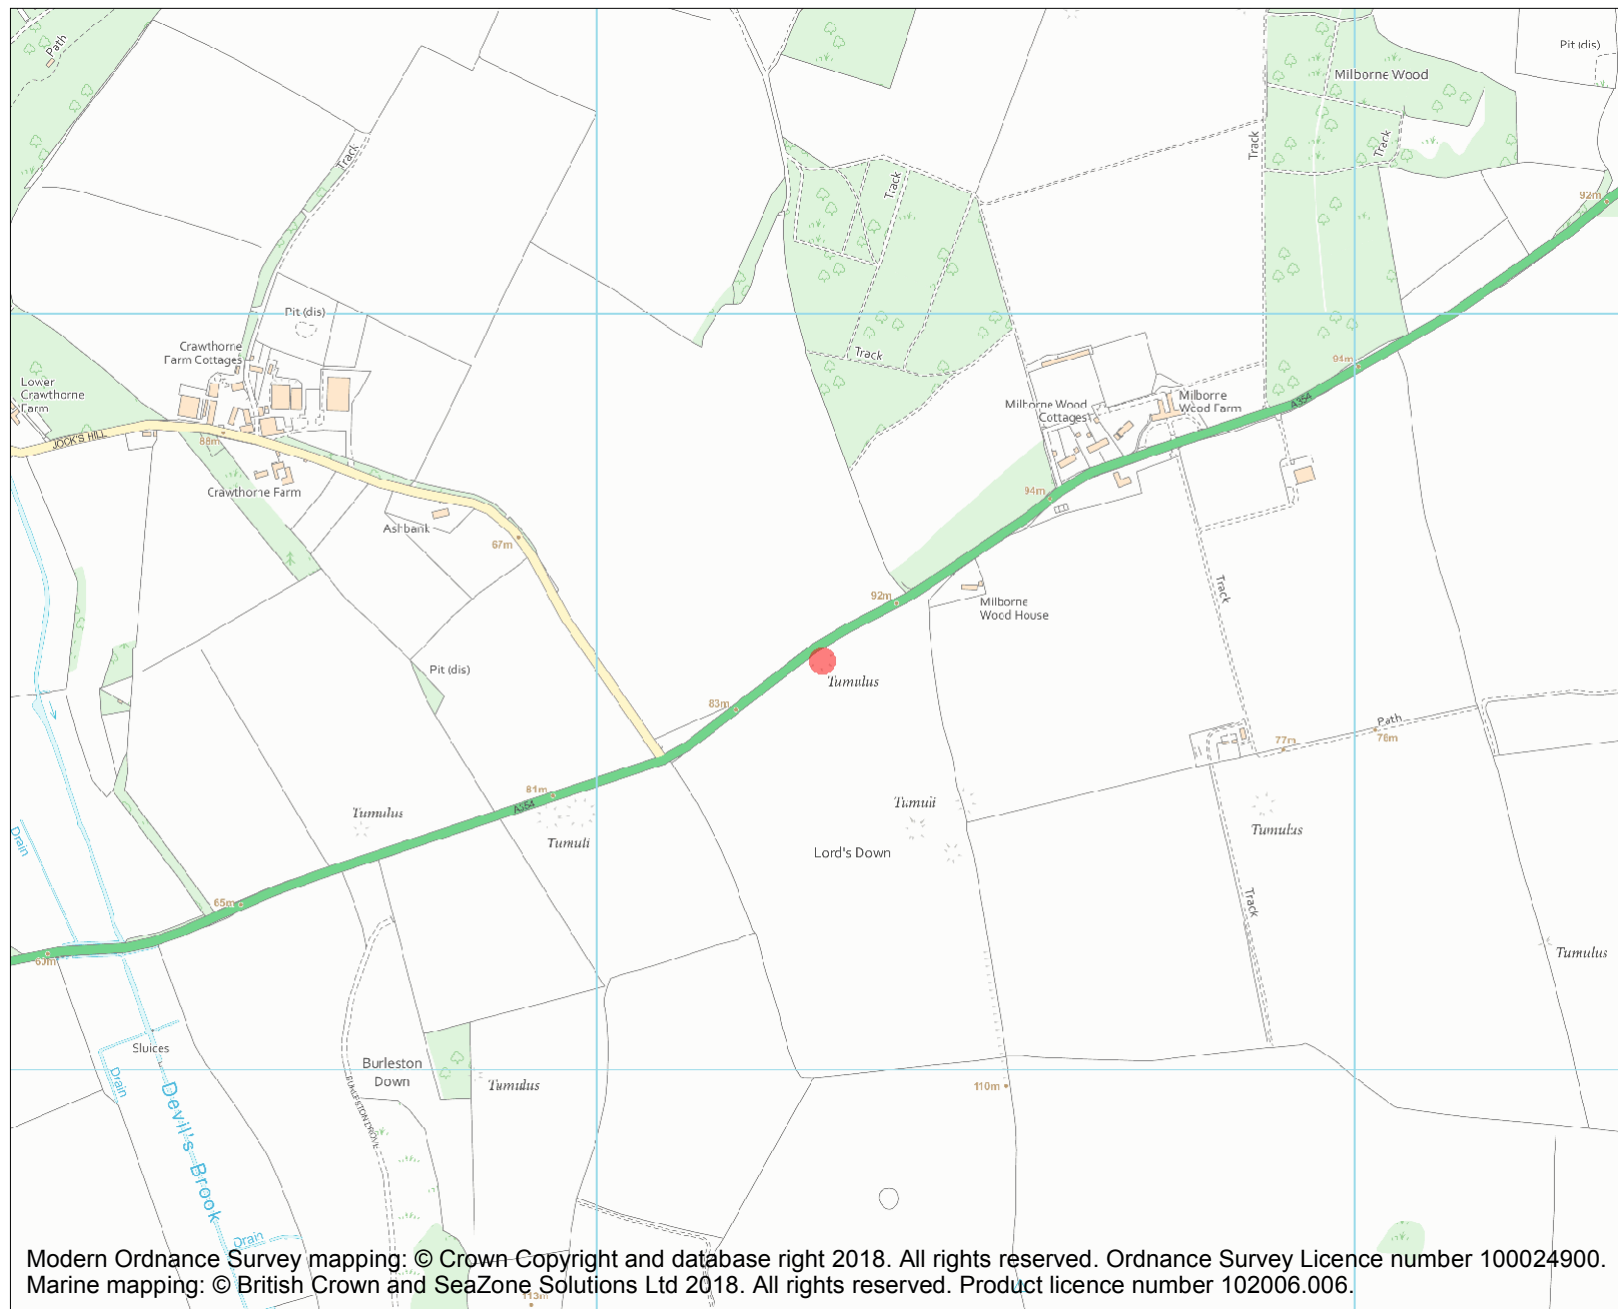 Path
Pit (dis)
Milborne Wood
Track
Track
Track
Track
92m
Pit (dis)
Crawthorne
Farm Cottages
Track
91m
Lower
Crawthorne
Farm
Milborne Wood
Cottages
Milborne
Wood Farm
A354
JOCK'S HILL
88m
Crawthorne Farm
94m
Ashbank
67m
Track
92m
Milborne
Wood House
Pit (dis)
Tumulus
83m
Path
77m
76m
81m
A354
Tumulus
Tumuli
Tumuli
Tumulus
Drain
Lord's Down
65m
Track
Tumulus
60m
Sluices
Burleston
Down
Drain
Tumulus
110m
BURLESTON DROVE
Devil's Brook
Drain
Modern Ordnance Survey mapping: © Crown Copyright and database right 2018. All rights reserved. Ordnance Survey Licence number 100024900.
Marine mapping: © British Crown and SeaZone Solutions Ltd 2018. All rights reserved. Product licence number 102006.006.
113m